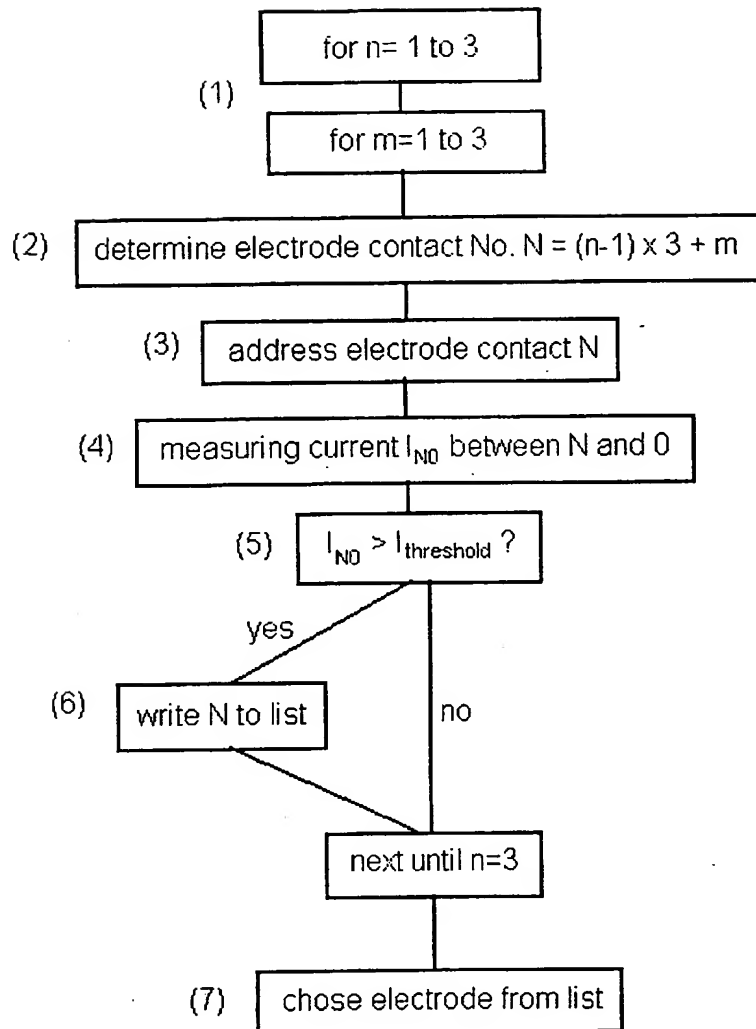 for n= 1 to 3
(1)
for m=1 to 3
(2) determine electrode contact No. N = (n-1) x 3 + m
(3) address electrode contact N
(4) measuring current I_N0 between N and 0
(5) I_N0 > I_threshold ?
yes
(6) write N to list
no
next until n=3
(7) chose electrode from list